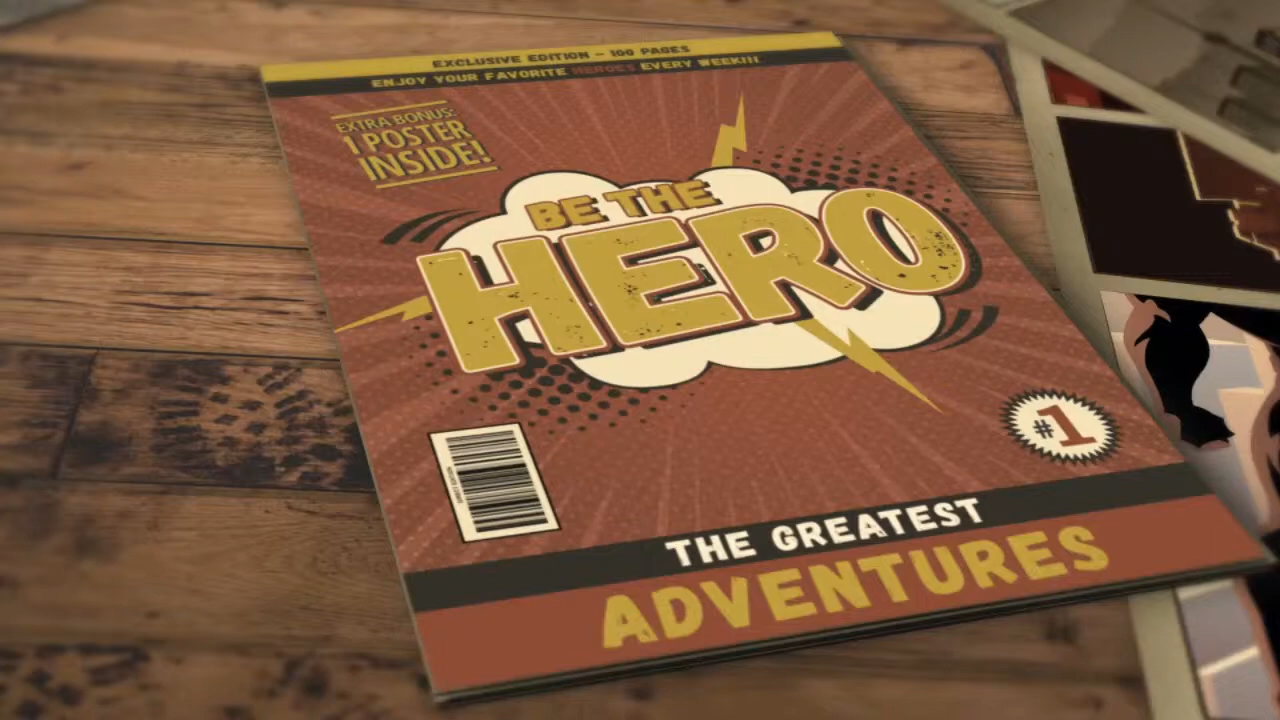 EXCLUSIVE EDITION - 100 PAGES
ENJOY YOUR FAVORITE HEROES EVERY WEEK!!!
EXTRA BONUS:
1 POSTER
INSIDE!
BE THE
HERO
#1
THE GREATEST
ADVENTURES